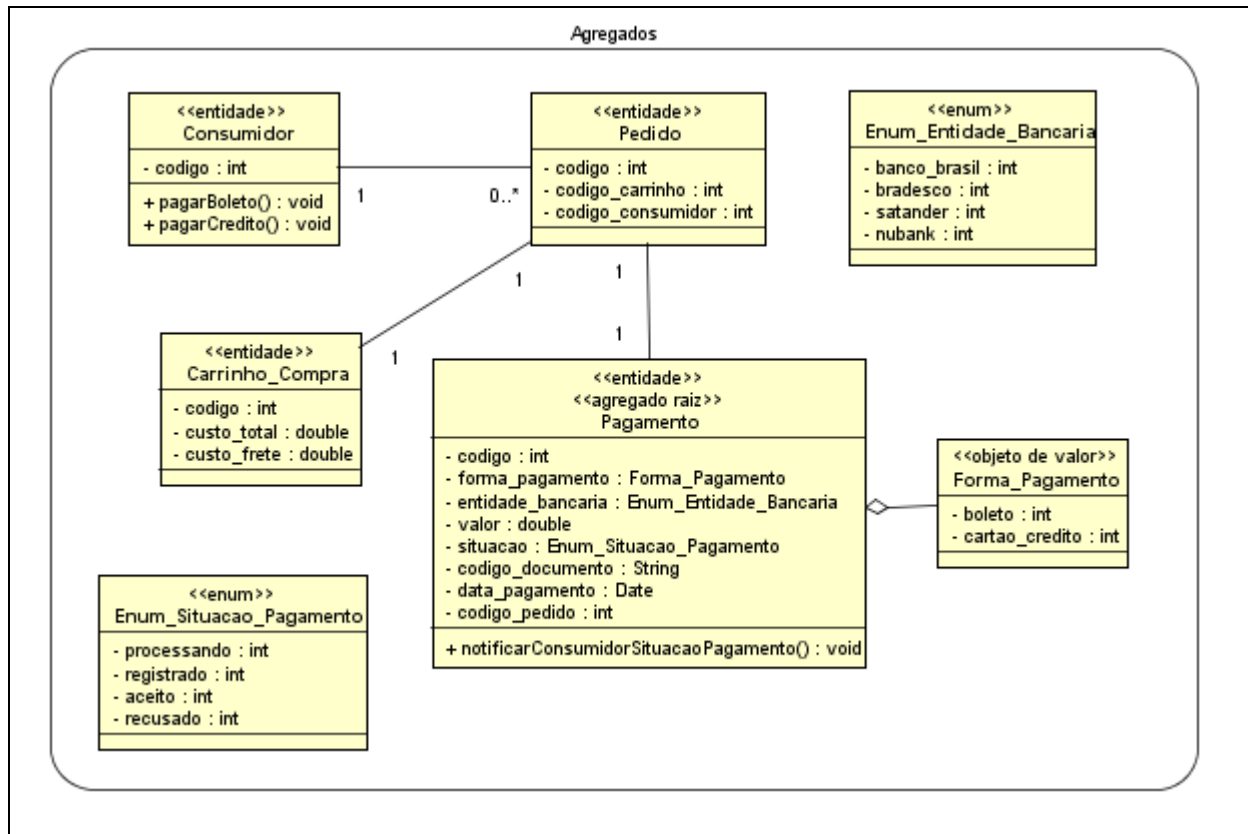 Agregados
<<entidade>>
Consumidor
- codigo : int
+ pagarBoleto() : void
+ pagarCredito() : void
1
0..*
<<entidade>>
Pedido
- codigo : int
- codigo_carrinho : int
- codigo_consumidor : int
<<enum>>
Enum_Entidade_Bancaria
- banco_brasil : int
- bradesco : int
- satander : int
- nubank : int
1
1
1
1
<<entidade>>
Carrinho_Compra
- codigo : int
- custo_total : double
- custo_frete : double
<<entidade>>
<<agregado raiz>>
Pagamento
- codigo : int
- forma_pagamento : Forma_Pagamento
- entidade_bancaria : Enum_Entidade_Bancaria
- valor : double
- situacao : Enum_Situacao_Pagamento
- codigo_documento : String
- data_pagamento : Date
- codigo_pedido : int
+ notificarConsumidorSituacaoPagamento() : void
<<objeto de valor>>
Forma_Pagamento
- boleto : int
- cartao_credito : int
<<enum>>
Enum_Situacao_Pagamento
- processando : int
- registrado : int
- aceito : int
- recusado : int